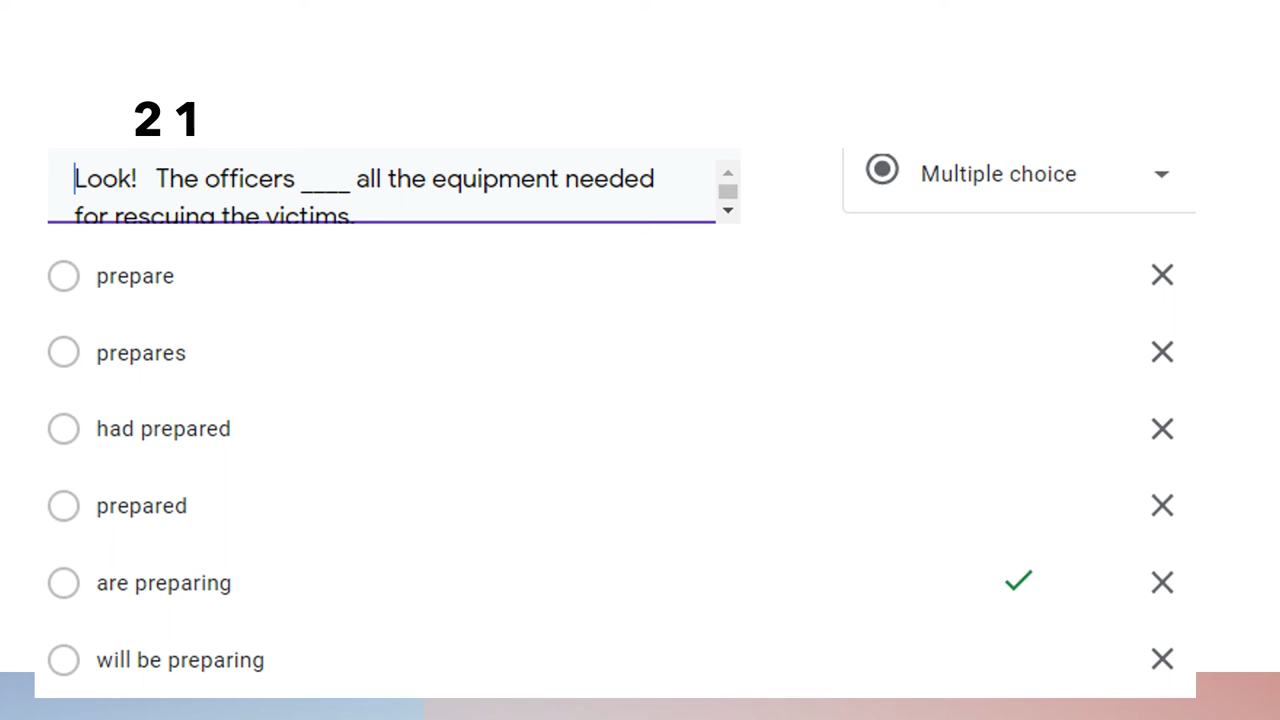 2 1
Look! The officers ____ all the equipment needed
for rescuing the victims.
Multiple choice
prepare
prepares
had prepared
prepared
are preparing
will be preparing